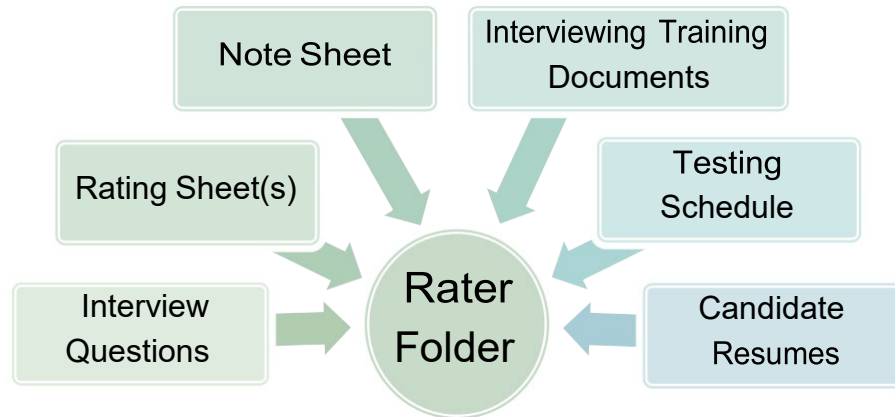 Note Sheet
Interviewing Training
Documents
Rating Sheet(s)
Testing
Schedule
Interview
Questions
Rater
Folder
Candidate
Resumes